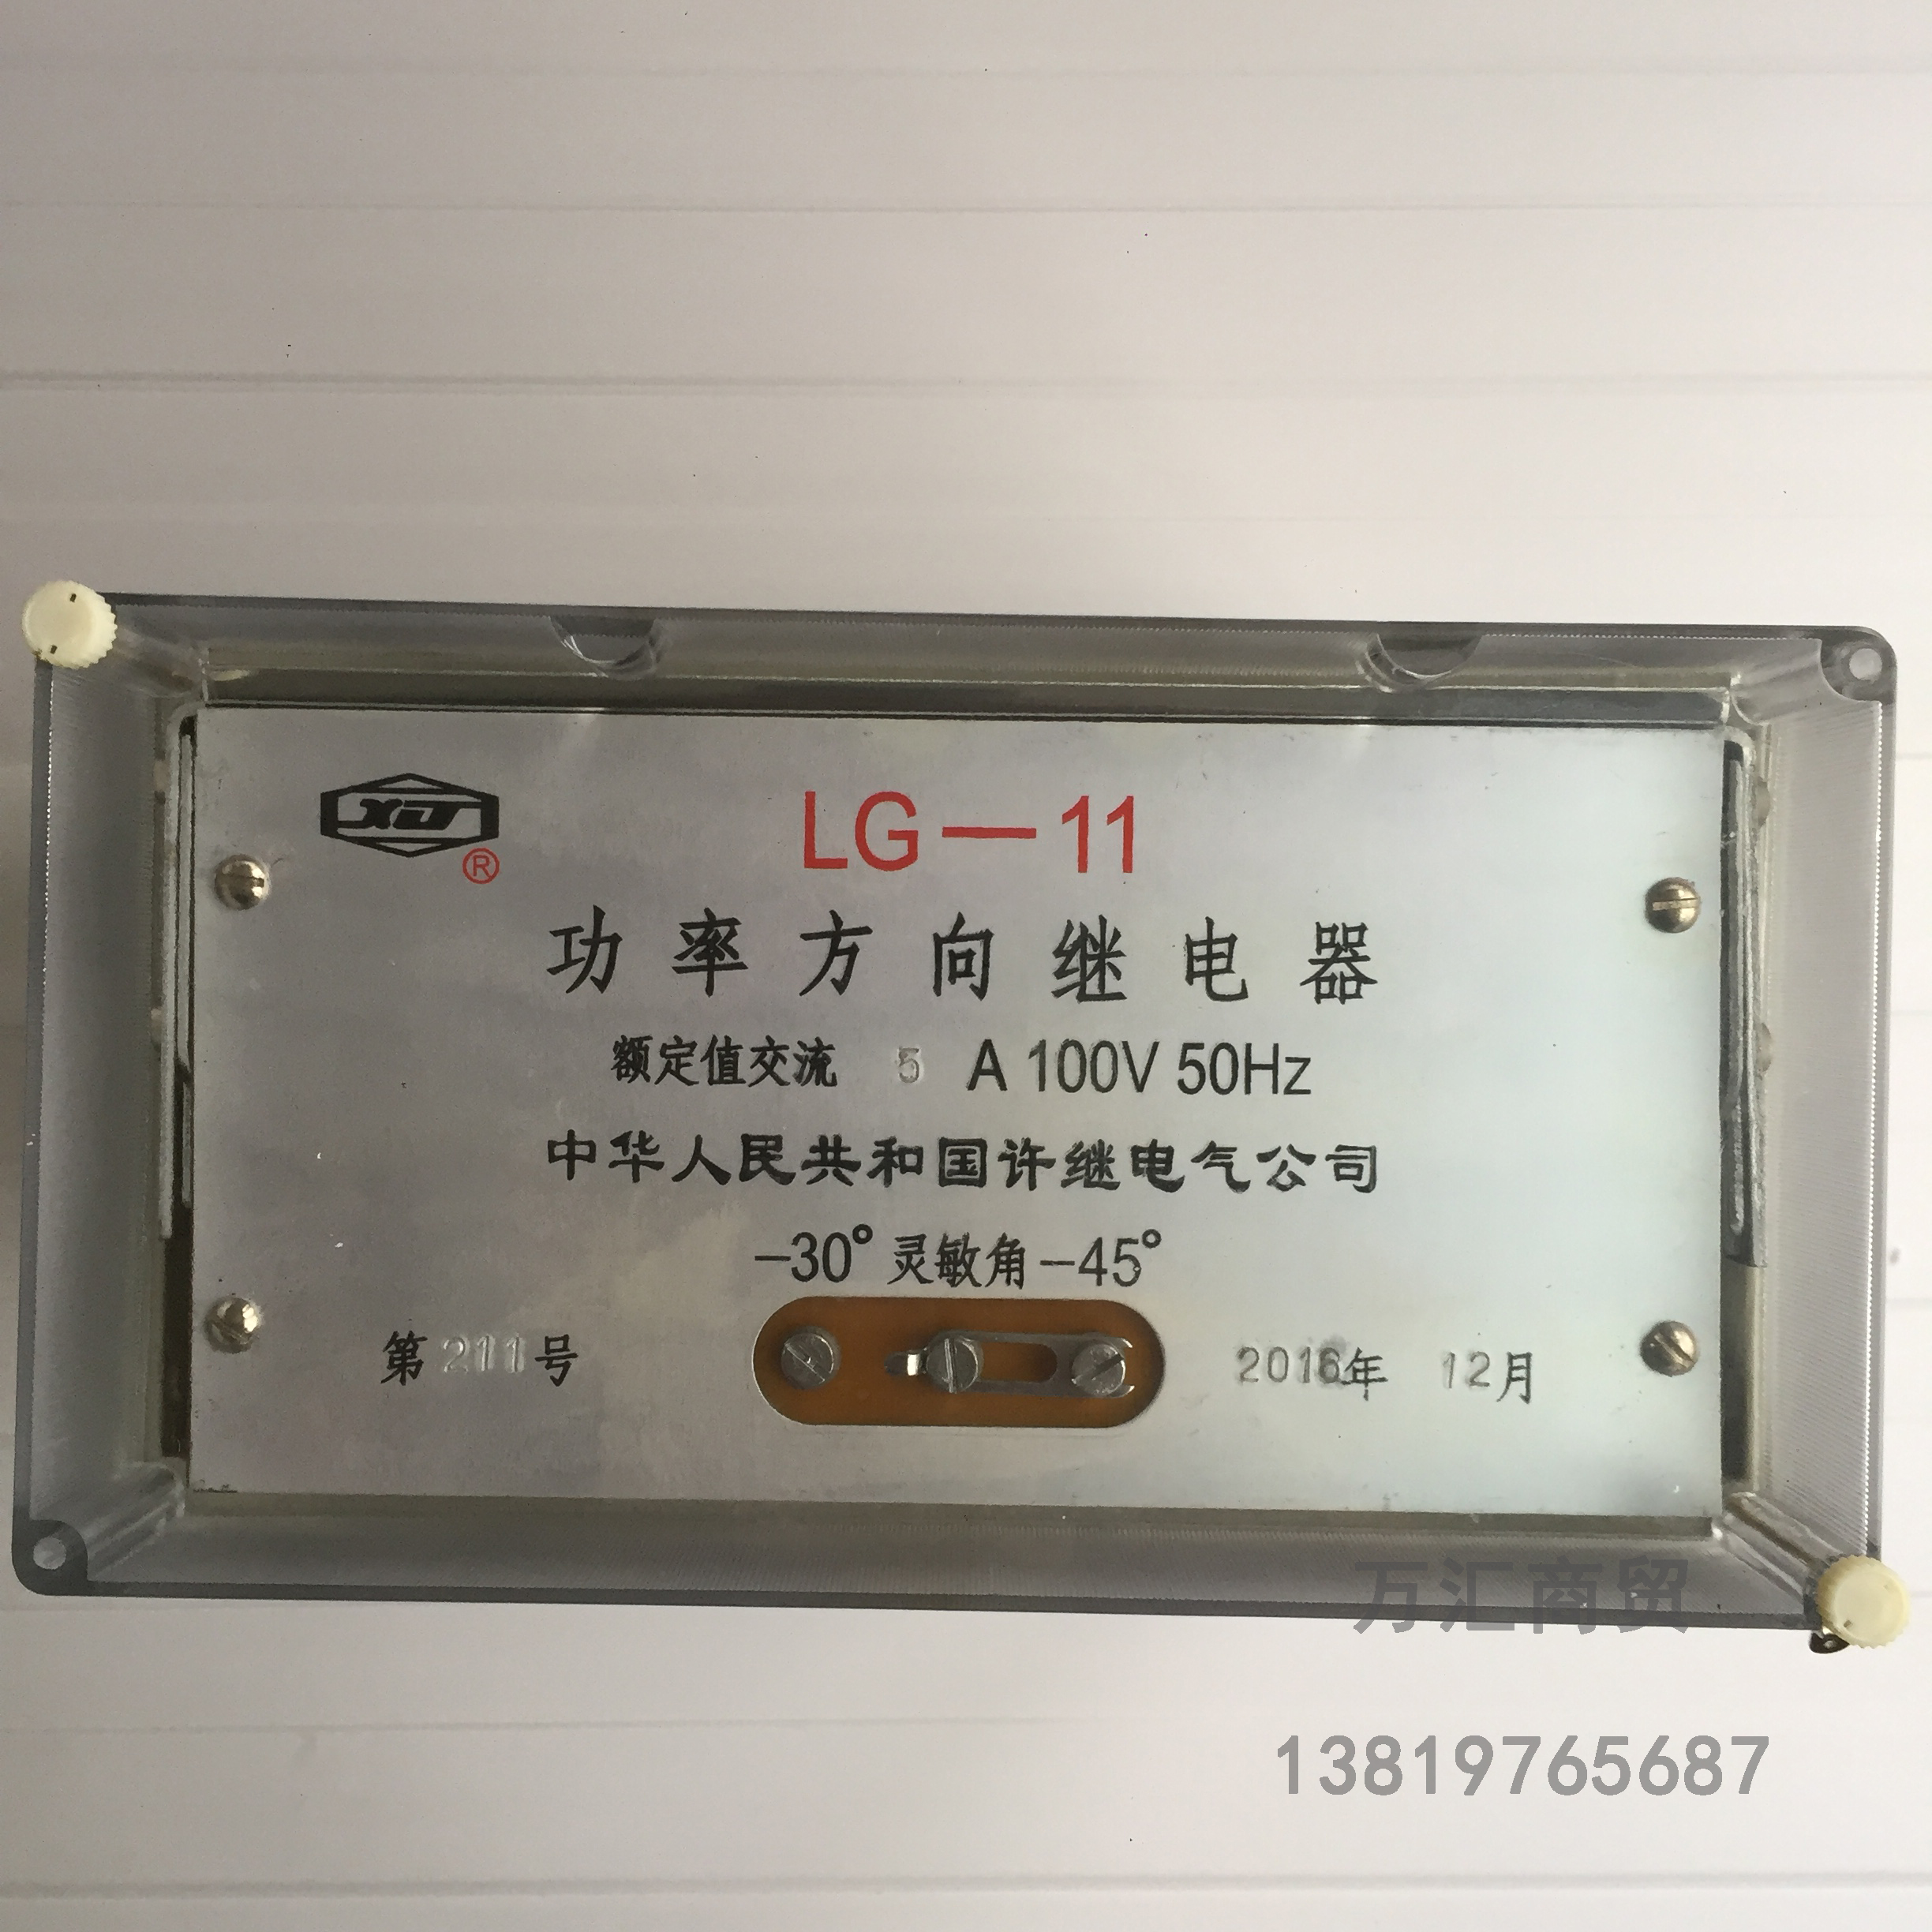 XJ
®
LG—11
功率方向继电器
额定值交流 5 A 100V 50Hz
中华人民共和国许继电气公司
-30° 灵敏角 -45°
第211号
2016年 12月
万汇商贸
13819765687